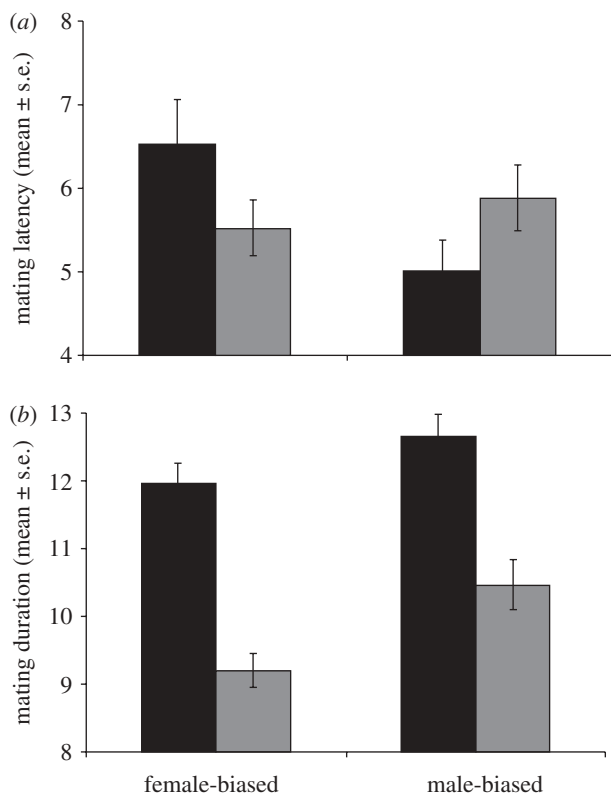 (a)
8
7
6
5
4
mating latency (mean ± s.e.)
(b)
13
12
11
10
9
8
mating duration (mean ± s.e.)
female-biased male-biased